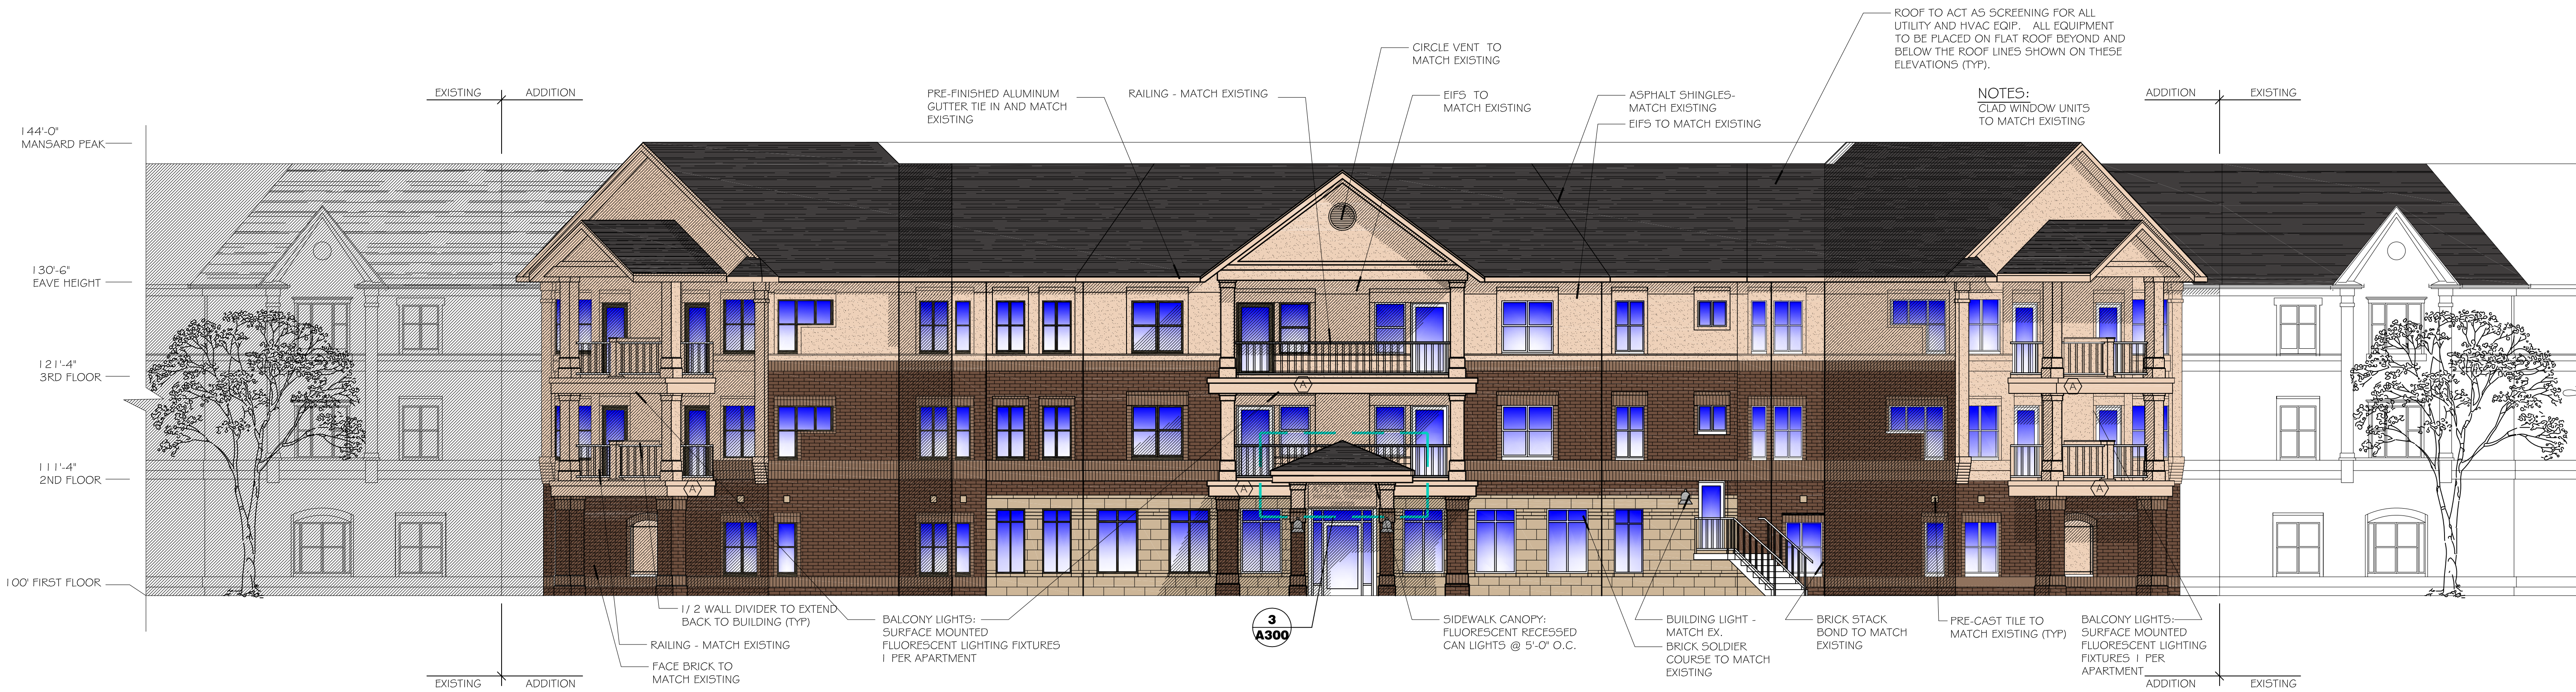 ROOF TO ACT AS SCREENING FOR ALL
UTILITY AND HVAC EQIP. ALL EQUIPMENT
TO BE PLACED ON FLAT ROOF BEYOND AND
BELOW THE ROOF LINES SHOWN ON THESE
ELEVATIONS (TYP).
CIRCLE VENT TO
MATCH EXISTING
EXISTING ADDITION
PRE-FINISHED ALUMINUM
GUTTER TIE IN AND MATCH
EXISTING
RAILING - MATCH EXISTING
EIFS TO
MATCH EXISTING
ASPHALT SHINGLES-
MATCH EXISTING
EIFS TO MATCH EXISTING
NOTES:
CLAD WINDOW UNITS
TO MATCH EXISTING
ADDITION EXISTING
144'-0"
MANSARD PEAK
130'-6"
EAVE HEIGHT
121'-4"
3RD FLOOR
111'-4"
2ND FLOOR
100' FIRST FLOOR
A
A
A
A
A
1/2 WALL DIVIDER TO EXTEND
BACK TO BUILDING (TYP)
RAILING - MATCH EXISTING
FACE BRICK TO
MATCH EXISTING
BALCONY LIGHTS:
SURFACE MOUNTED
FLUORESCENT LIGHTING FIXTURES
1 PER APARTMENT
3
A300
SIDEWALK CANOPY:
FLUORESCENT RECESSED
CAN LIGHTS @ 5'-0" O.C.
BUILDING LIGHT -
MATCH EX.
BRICK SOLDIER
COURSE TO MATCH
EXISTING
BRICK STACK
BOND TO MATCH
EXISTING
PRE-CAST TILE TO
MATCH EXISTING (TYP)
BALCONY LIGHTS:
SURFACE MOUNTED
FLUORESCENT LIGHTING
FIXTURES 1 PER
APARTMENT
EXISTING ADDITION
ADDITION EXISTING